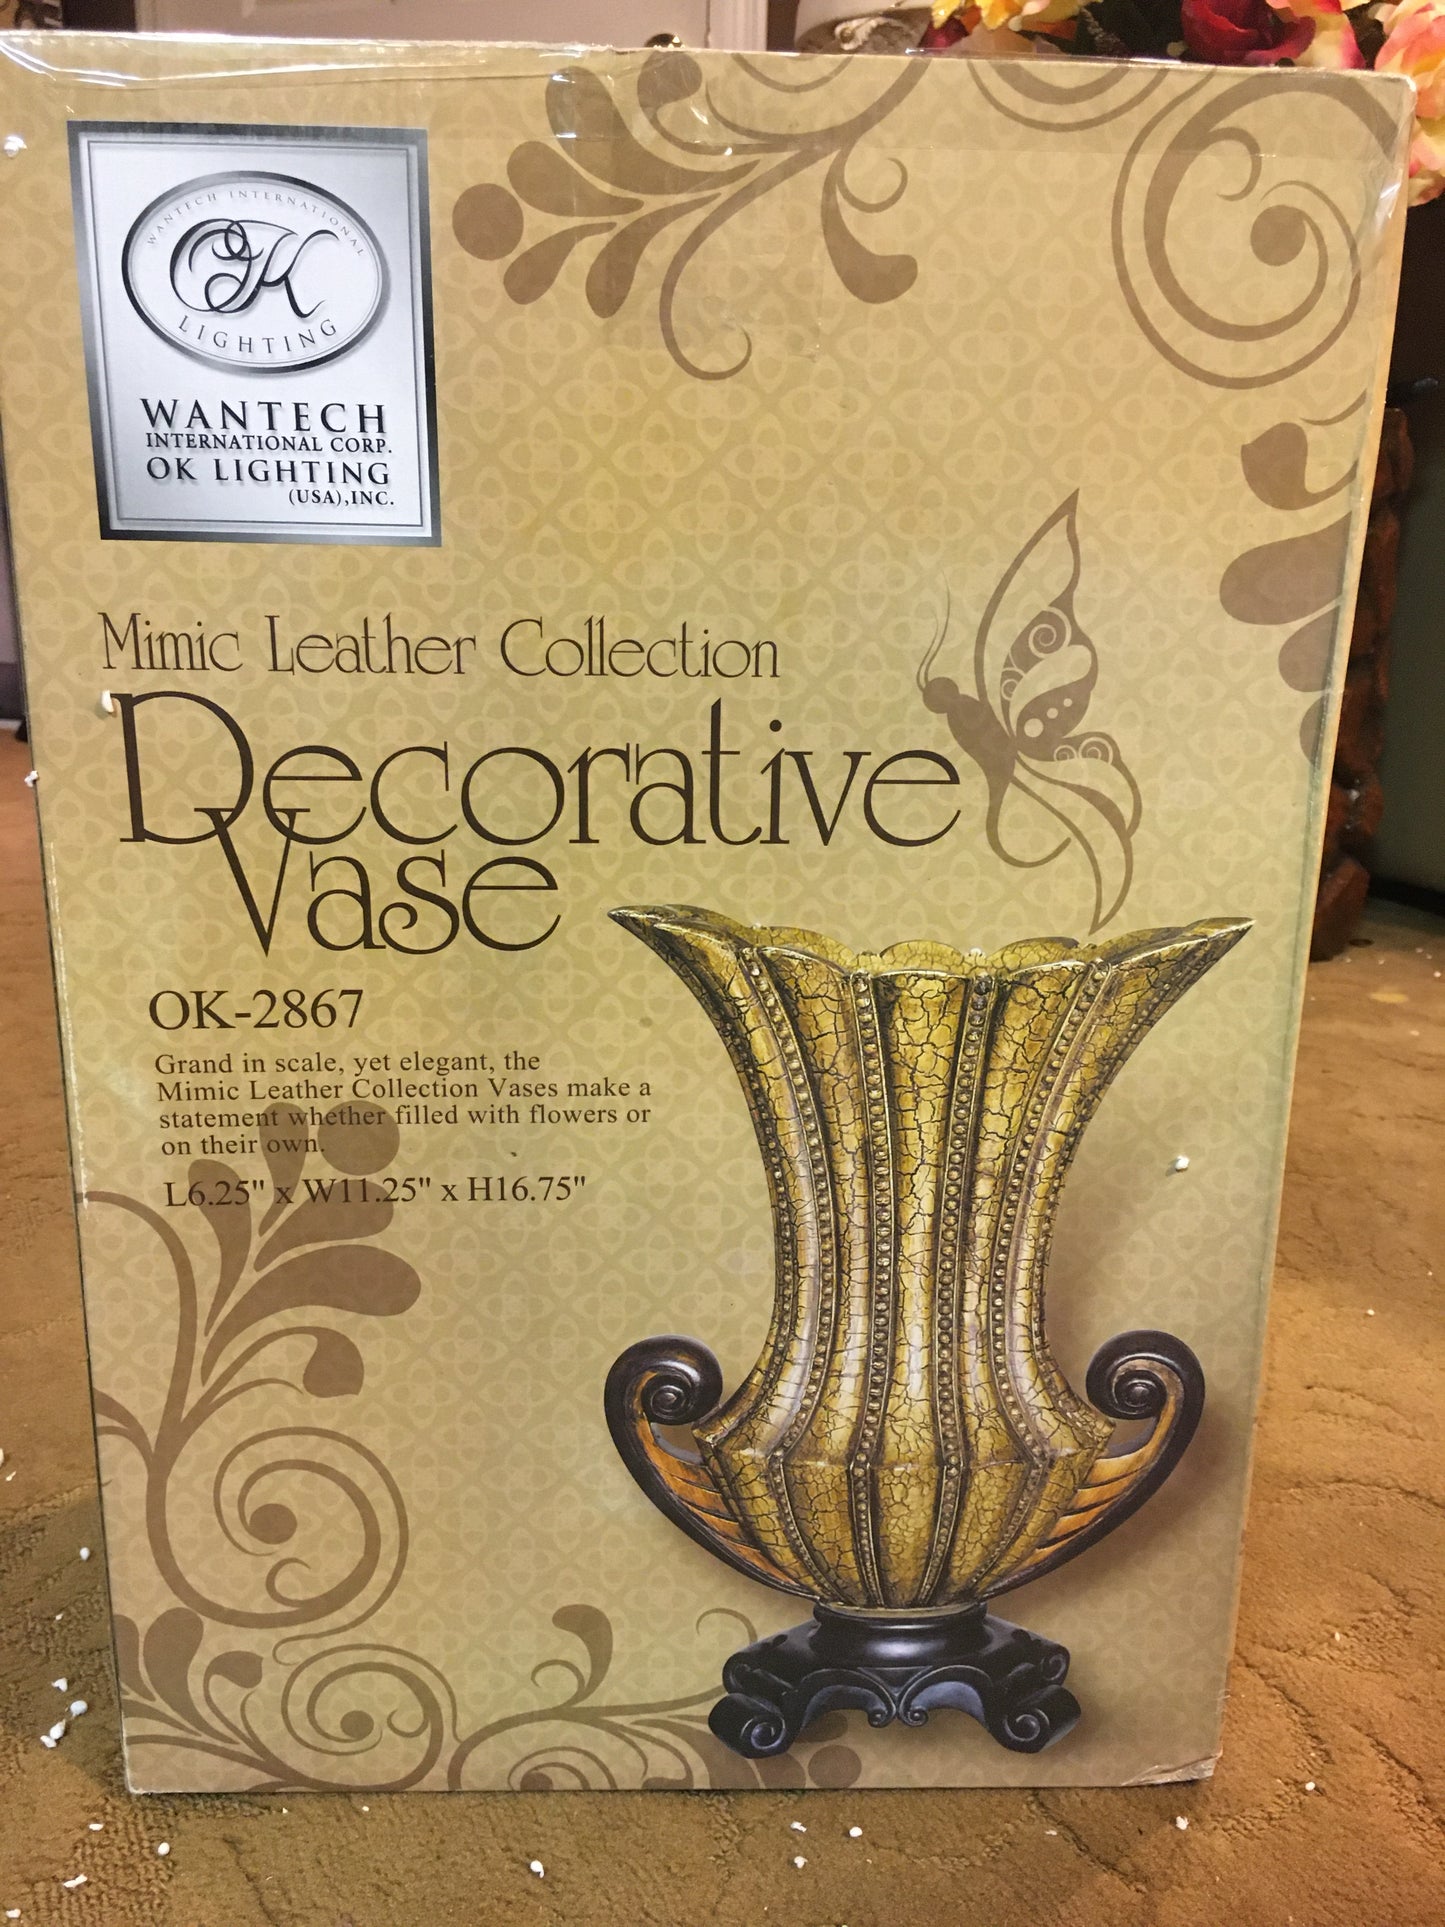 WANTECH INTERNATIONAL
OK
LIGHTING
WANTECH
INTERNATIONAL CORP.
OK LIGHTING
(USA),INC.
Mimic Leather Collection
Decorative
Vase
OK-2867
Grand in scale, yet elegant, the
Mimic Leather Collection Vases make a
statement whether filled with flowers or
on their own.
L6.25" x W11.25" x H16.75"